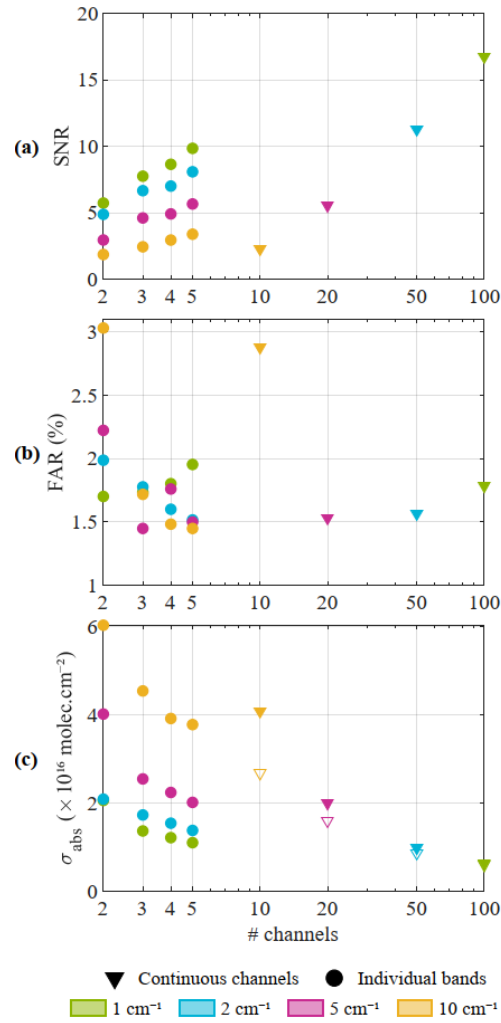 20
15
(a)
SNR
10
5
0
2 3 4 5 10 20 50 100
3
2.5
(b)
FAR (%)
2
1.5
1
2 3 4 5 10 20 50 100
6
4
(c)
σabs (× 10¹⁶ molec.cm⁻²)
2
0
2 3 4 5 10 20 50 100
# channels
Continuous channels Individual bands
1 cm⁻¹ 2 cm⁻¹ 5 cm⁻¹ 10 cm⁻¹